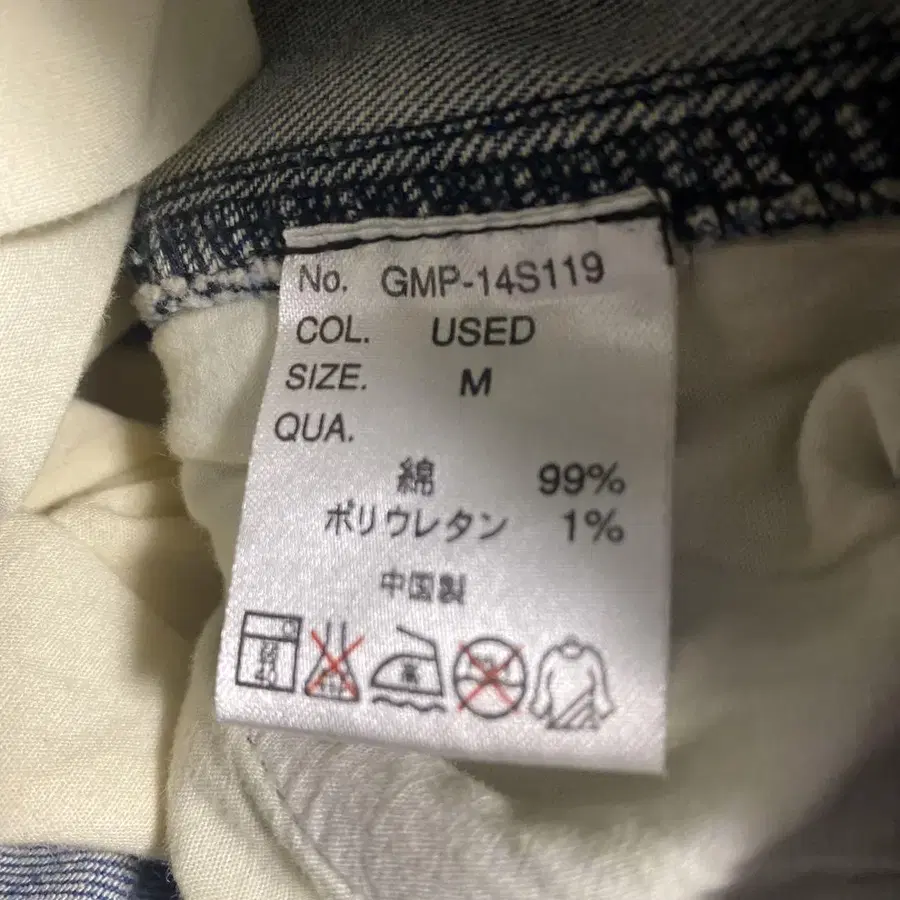 No. GMP-14S119
COL. USED
SIZE. M
QUA.
綿 99%
ポリウレタン 1%
中国製
40